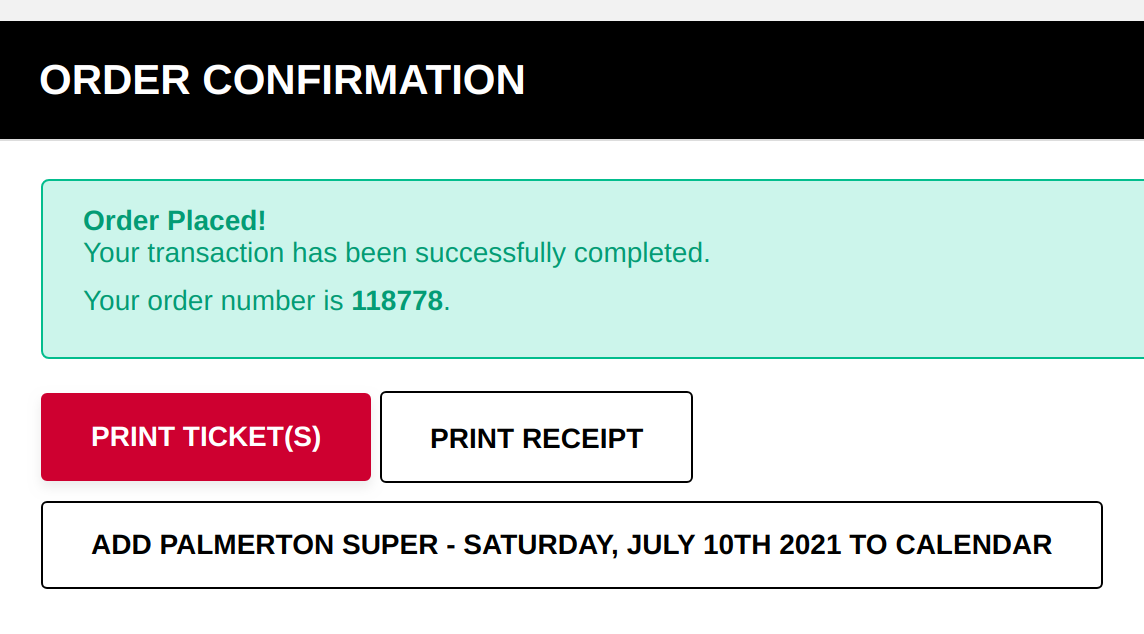 ORDER CONFIRMATION
Order Placed!
Your transaction has been successfully completed.
Your order number is 118778.
PRINT TICKET(S)
PRINT RECEIPT
ADD PALMERTON SUPER - SATURDAY, JULY 10TH 2021 TO CALENDAR